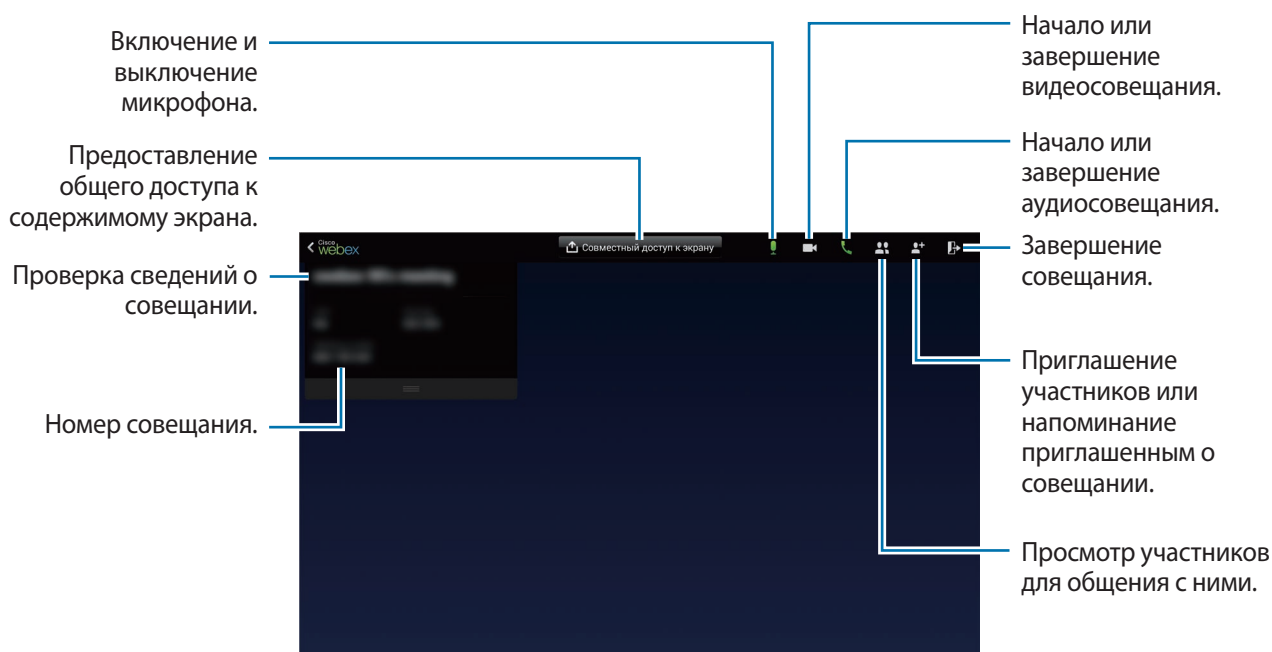 Включение и
выключение
микрофона.
Предоставление
общего доступа к
содержимому экрана.
Проверка сведений о
совещании.
Номер совещания.
Cisco
webex
Совместный доступ к экрану
Начало или
завершение
видеосовещания.
Начало или
завершение
аудиосовещания.
Завершение
совещания.
Приглашение
участников или
напоминание
приглашенным о
совещании.
Просмотр участников
для общения с ними.